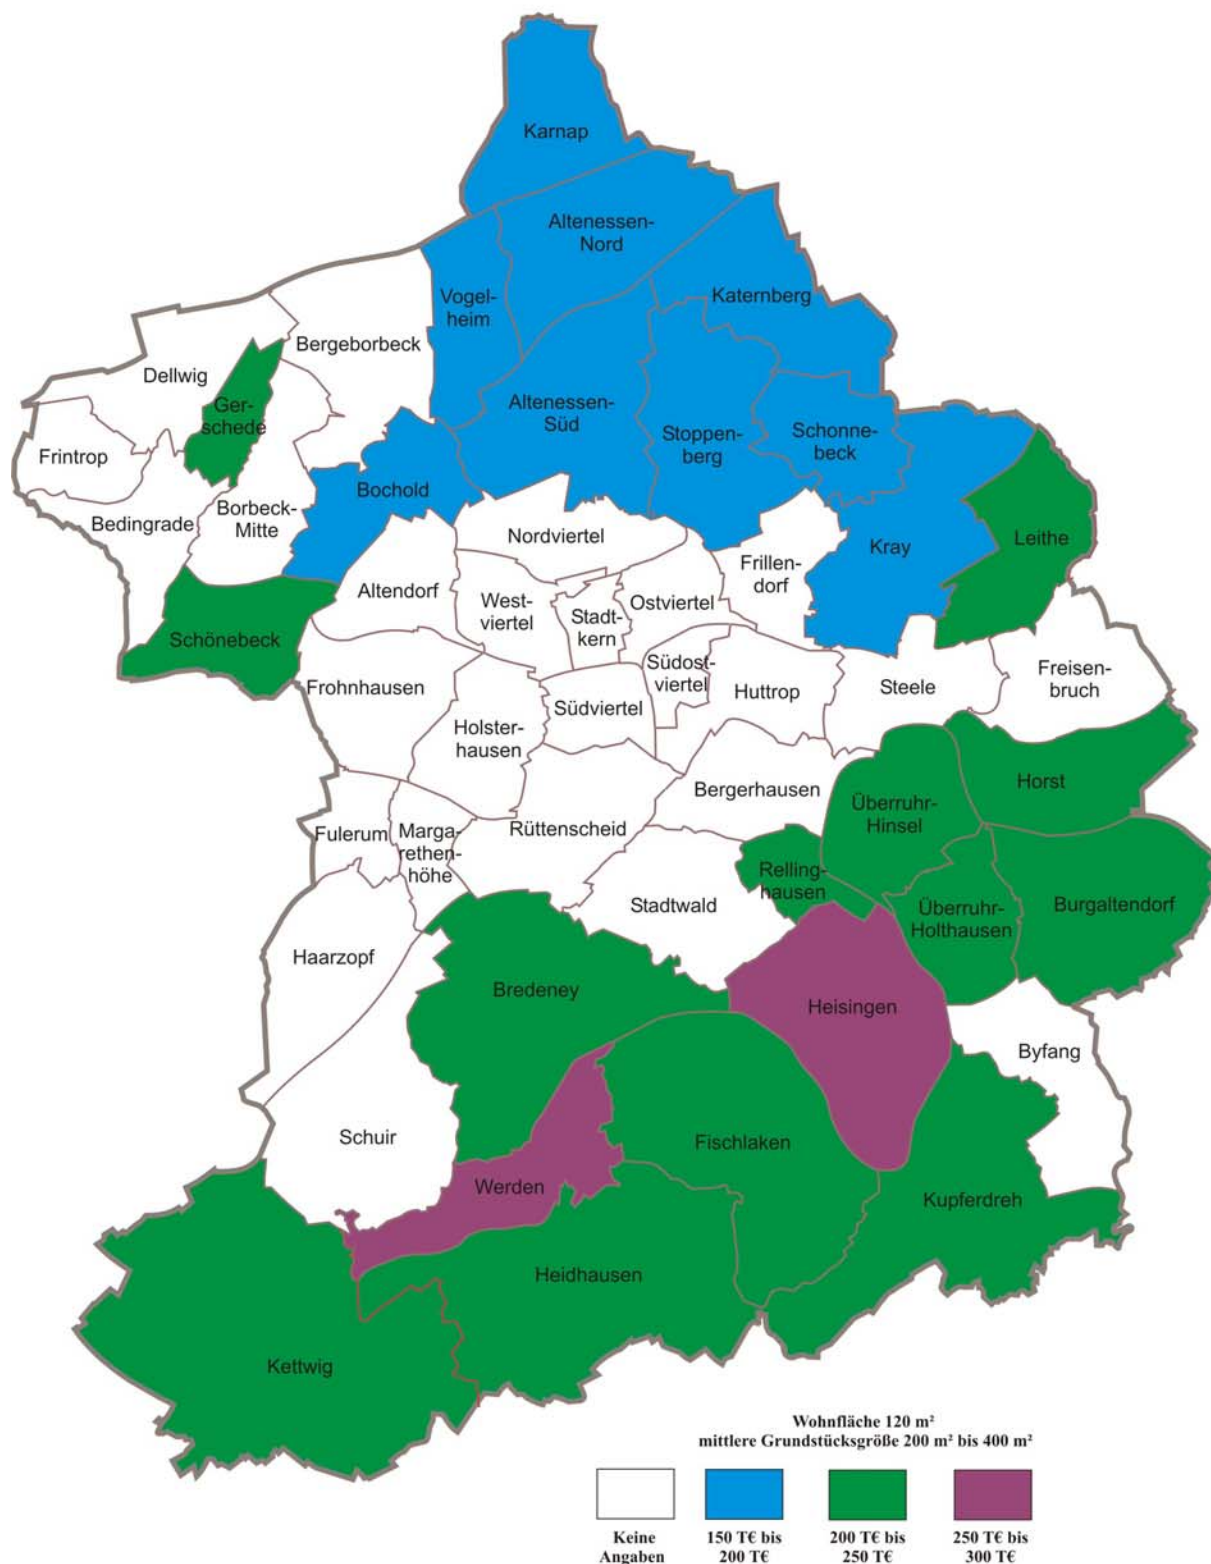 Karnap
Altenessen-
Nord
Vogel-
heim
Katernberg
Bergeborbeck
Dellwig
Ger-
schede
Altenessen-
Süd
Stoppen-
berg
Schonne-
beck
Frintrop
Bochold
Borbeck-
Mitte
Bedingrade
Nordviertel
Kray
Leithe
Frillen-
dorf
Altendorf
West-
viertel
Stadt-
kern
Ostviertel
Schönebeck
Frohnhausen
Südost-
viertel
Huttrop
Steele
Freisen-
bruch
Holster-
hausen
Südviertel
Bergerhausen
Überruhr-
Hinsel
Horst
Fulerum
Marga-
rethen-
höhe
Rüttenscheid
Relling-
hausen
Stadtwald
Überruhr-
Holthausen
Burgaltendorf
Haarzopf
Bredeney
Heisingen
Byfang
Schuir
Fischlaken
Werden
Kupferdreh
Heidhausen
Kettwig
Wohnfläche 120 m²
mittlere Grundstücksgröße 200 m² bis 400 m²
Keine
Angaben
150 T€ bis
200 T€
200 T€ bis
250 T€
250 T€ bis
300 T€